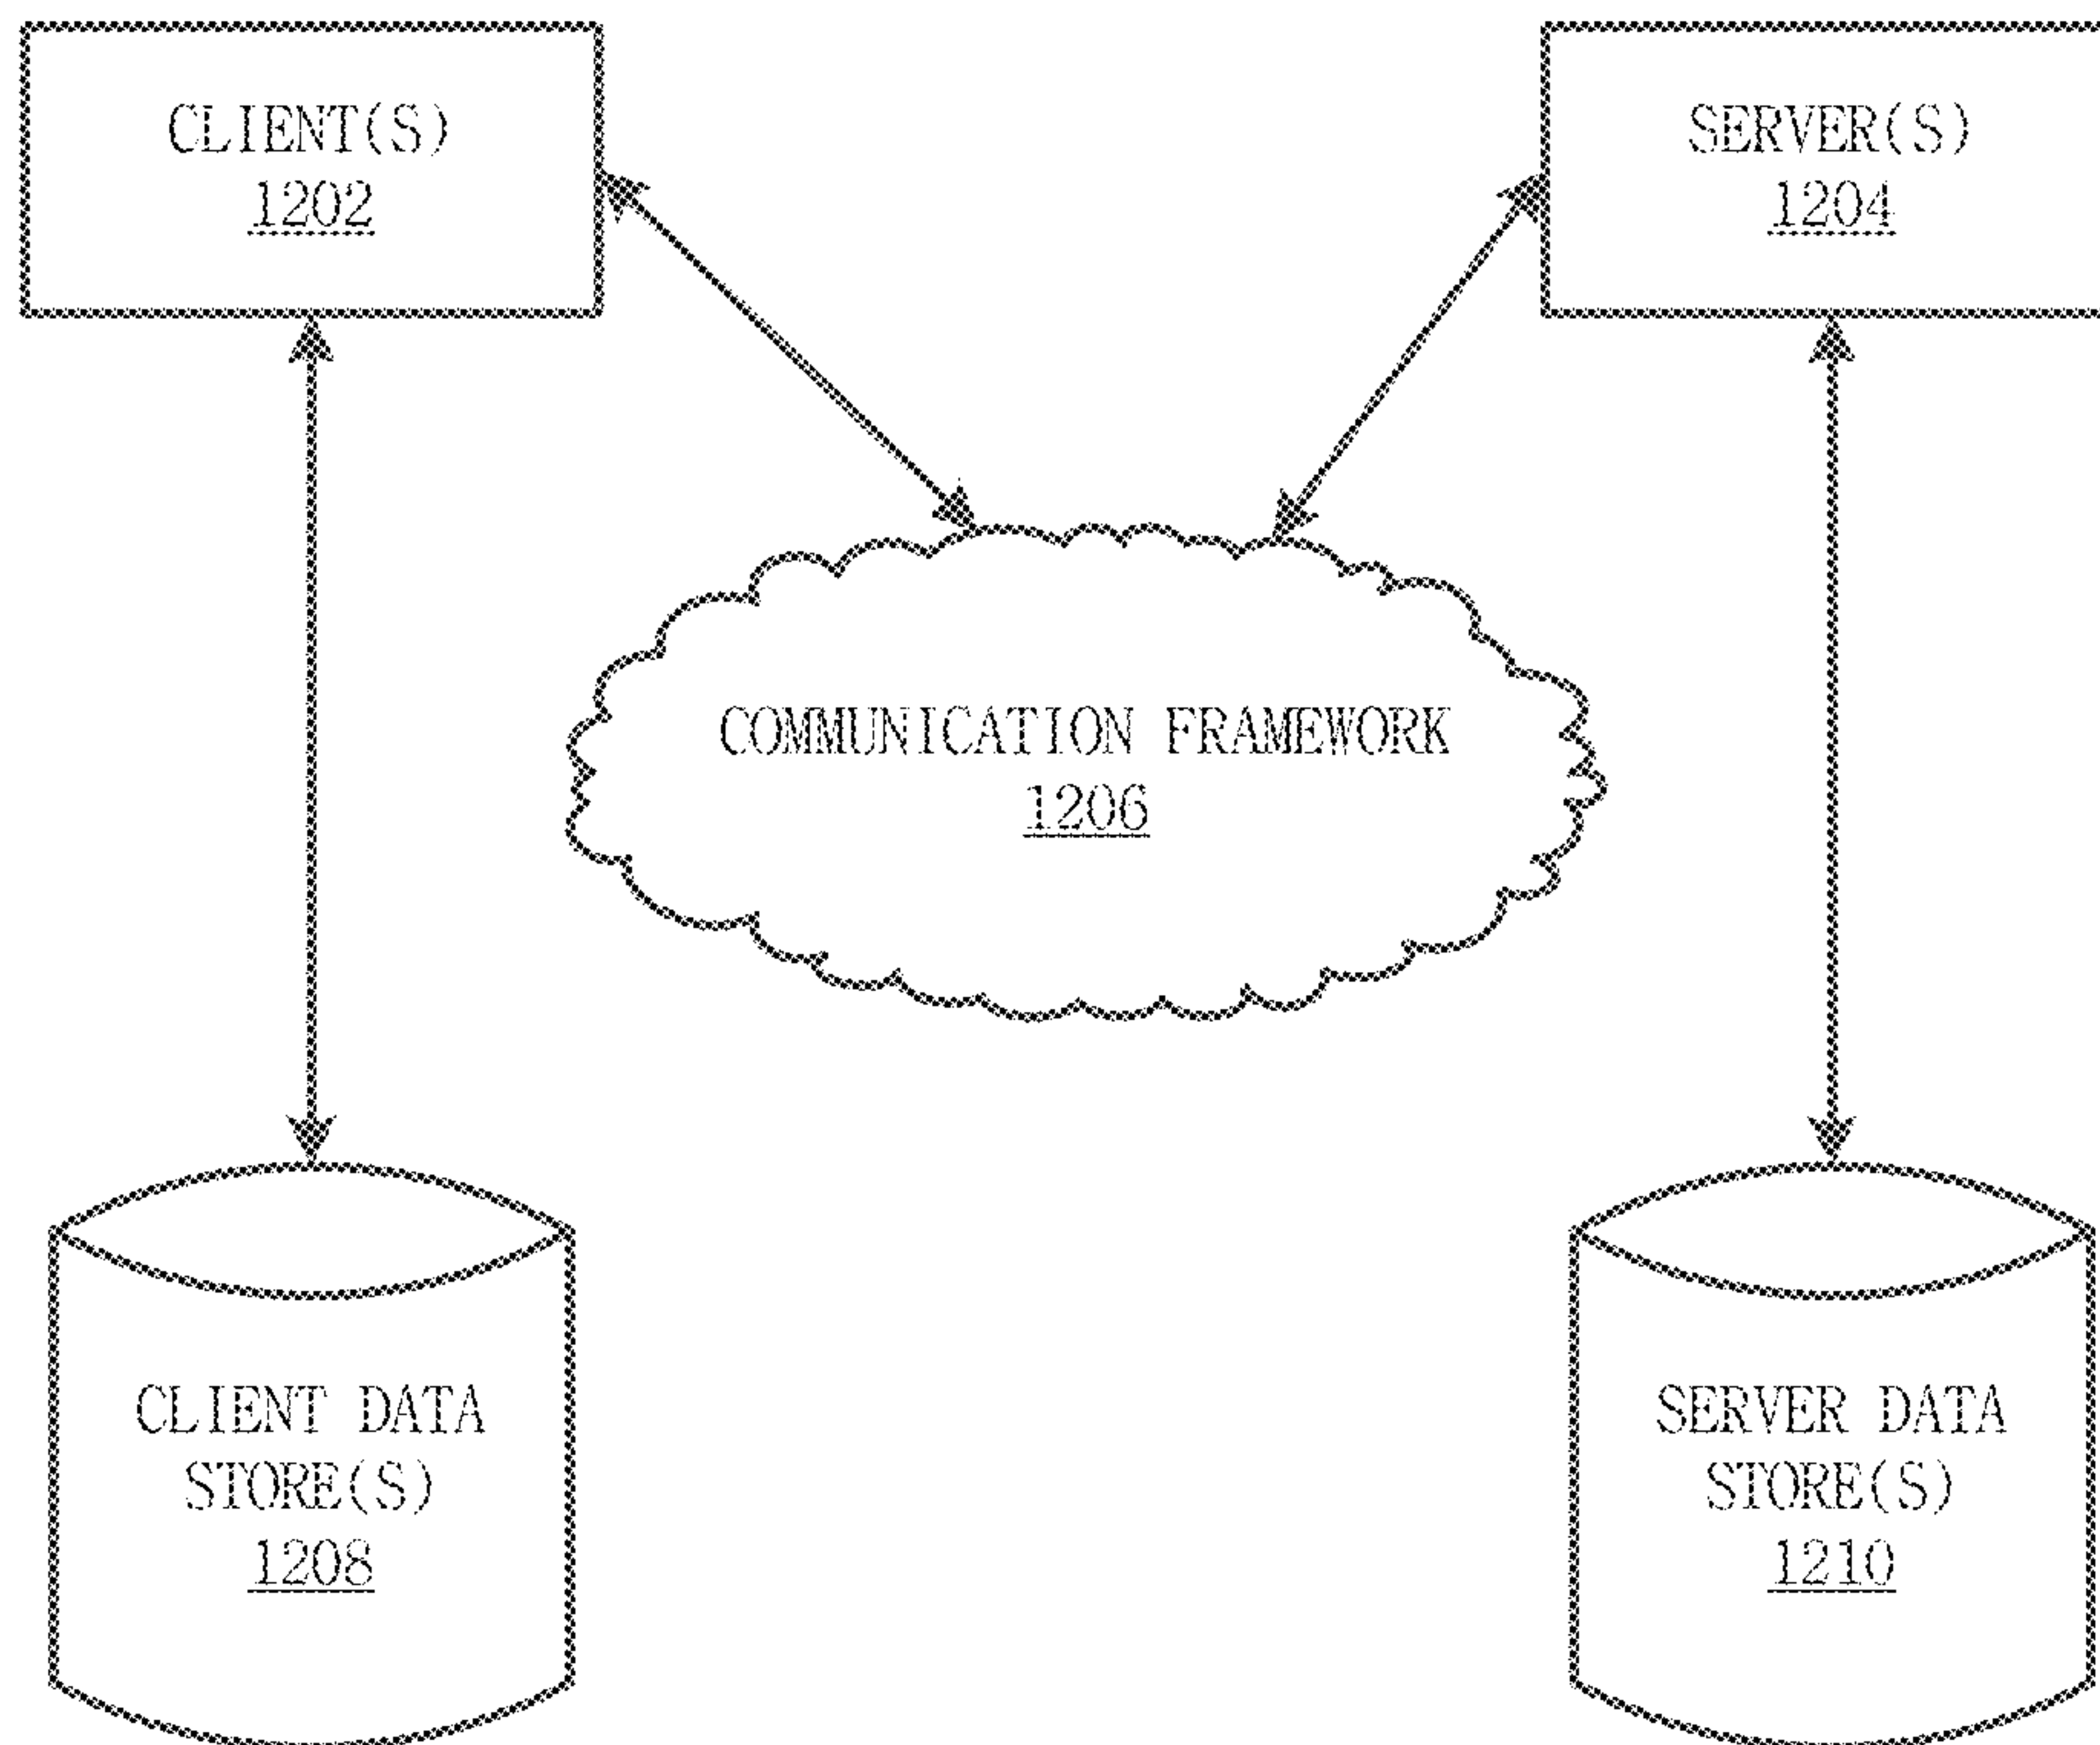 CLIENT(S)
1202
SERVER(S)
1204
COMMUNICATION FRAMEWORK
1206
CLIENT DATA
STORE(S)
1208
SERVER DATA
STORE(S)
1210